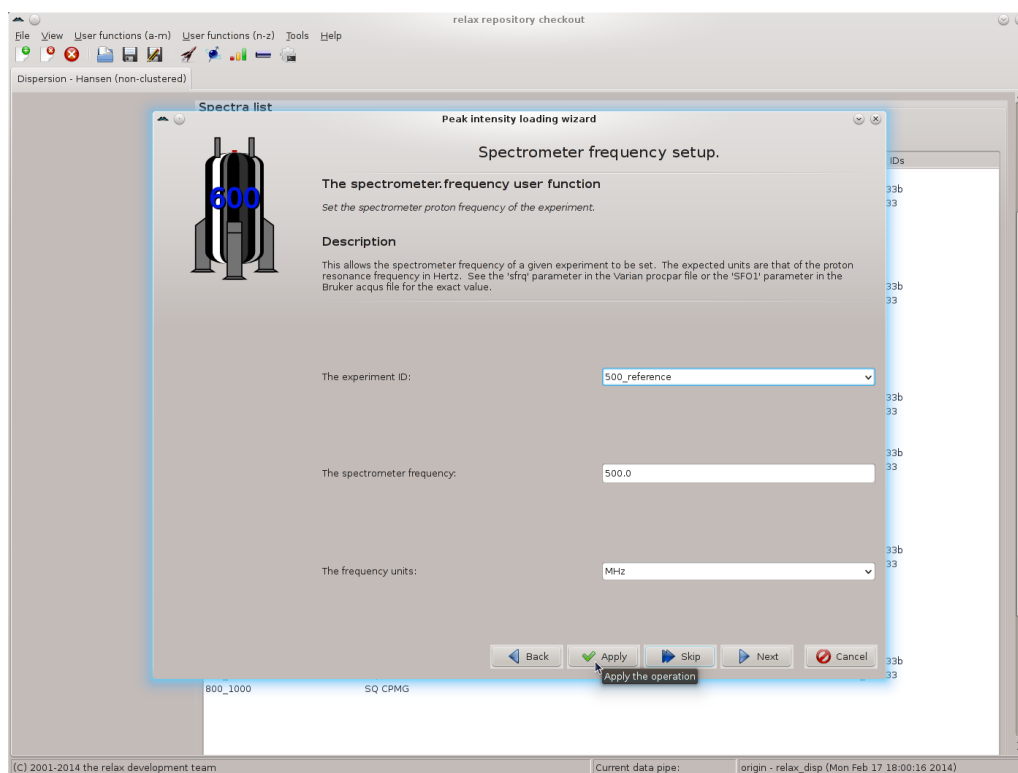 relax repository checkout
File View User functions (a-m) User functions (n-z) Tools Help
Dispersion - Hansen (non-clustered)
Spectra list
Peak intensity loading wizard
600
Spectrometer frequency setup.
The spectrometer.frequency user function
Set the spectrometer proton frequency of the experiment.
Description
This allows the spectrometer frequency of a given experiment to be set. The expected units are that of the proton
resonance frequency in Hertz. See the 'sfrq' parameter in the Varian procpar file or the 'SFO1' parameter in the
Bruker acqus file for the exact value.
The experiment ID: 500_reference
The spectrometer frequency: 500.0
The frequency units: MHz
Back Apply Skip Next Cancel
Apply the operation
IDs
33b
33
33b
33
33b
33
33b
33
33b
33
33b
33
800_1000 SQ CPMG
(C) 2001-2014 the relax development team Current data pipe: origin - relax_disp (Mon Feb 17 18:00:16 2014)